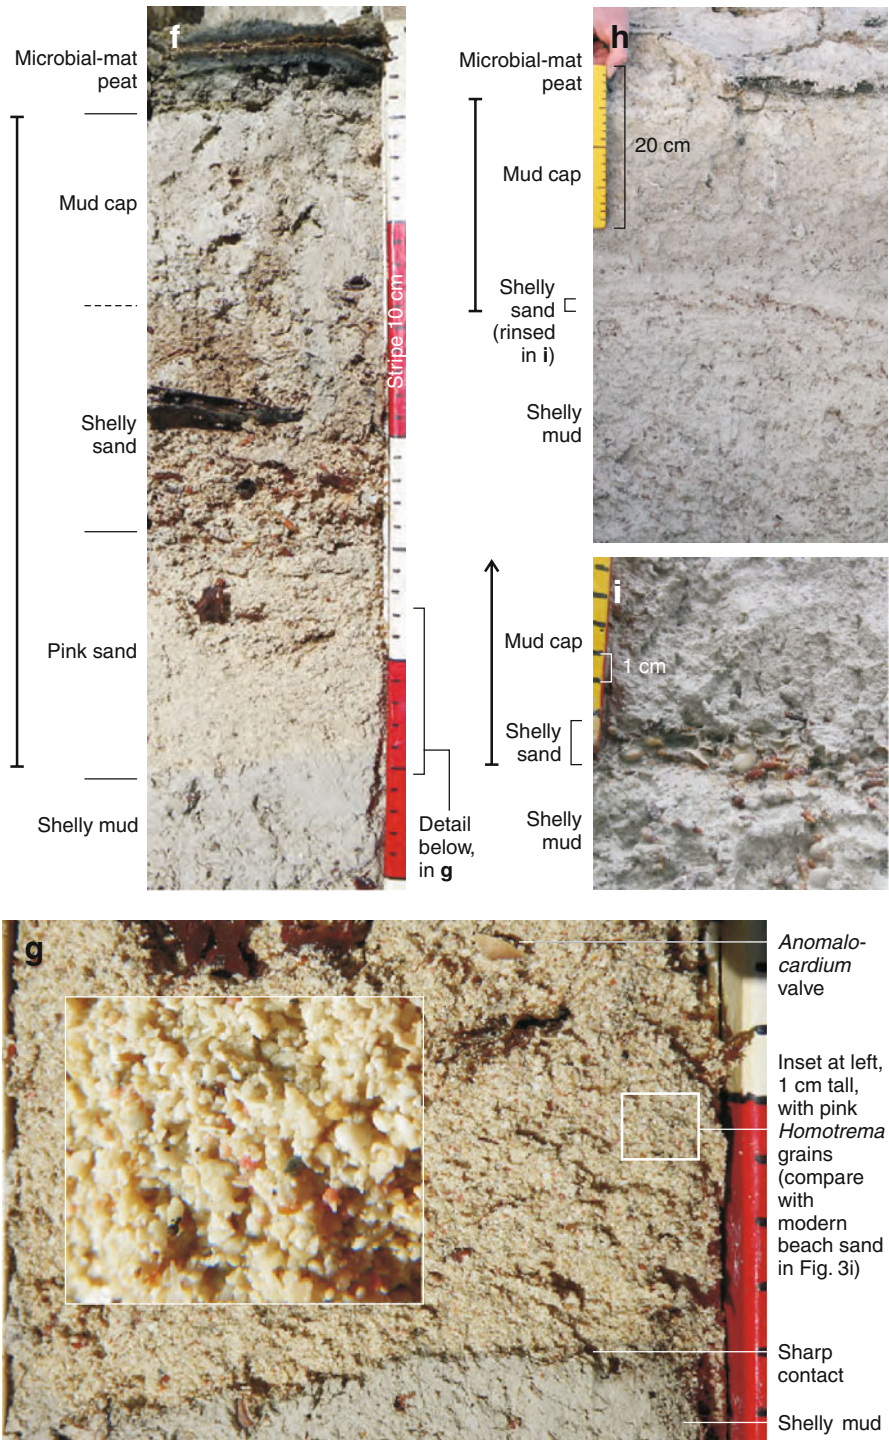 f
Microbial-mat
peat
Mud cap
Shelly
sand
Pink sand
Shelly mud
Stripe 10 cm
Detail
below,
in g
h
Microbial-mat
peat
20 cm
Mud cap
Shelly
sand
(rinsed
in i)
Shelly
mud
i
Mud cap
1 cm
Shelly
sand
Shelly
mud
g
Anomalo-
cardium
valve
Inset at left,
1 cm tall,
with pink
Homotrema
grains
(compare
with
modern
beach sand
in Fig. 3i)
Sharp
contact
Shelly mud